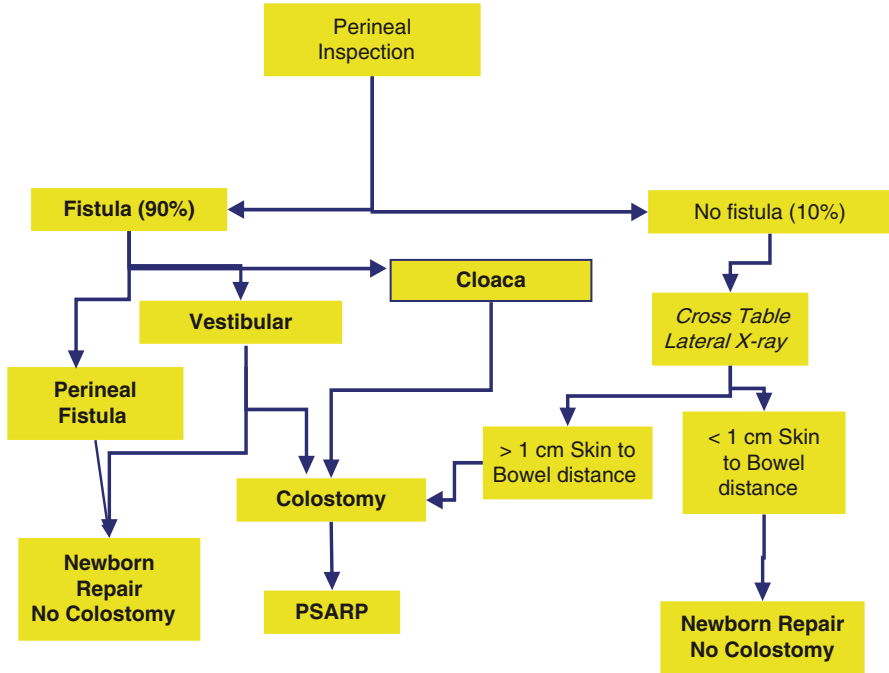 Perineal
Inspection
Fistula (90%)
No fistula (10%)
Cloaca
Vestibular
Cross Table
Lateral X-ray
Perineal
Fistula
> 1 cm Skin to
Bowel distance
< 1 cm Skin
to Bowel
distance
Colostomy
Newborn
Repair
No Colostomy
PSARP
Newborn Repair
No Colostomy